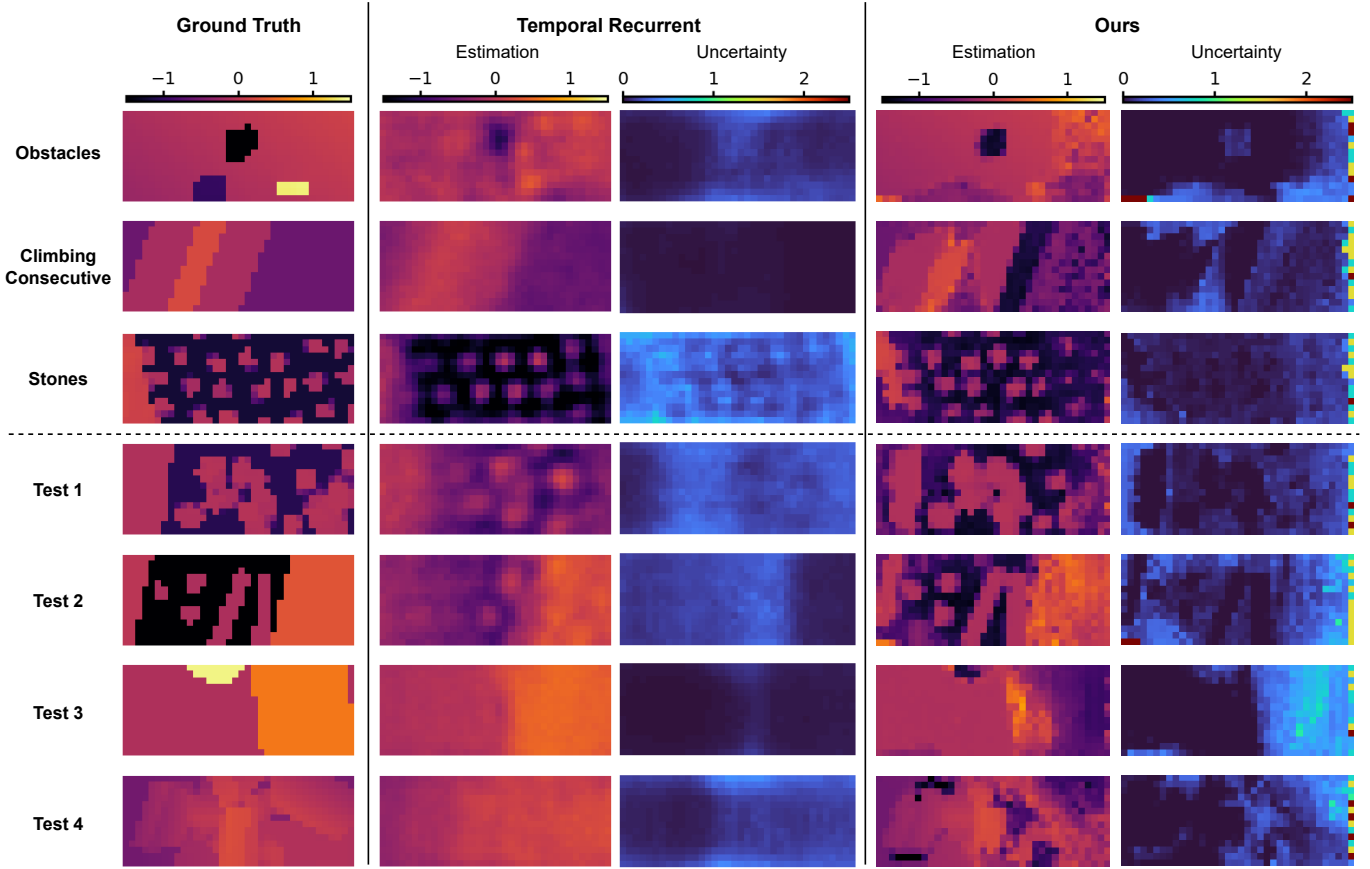 Ground Truth
Temporal Recurrent
Ours
Estimation
Uncertainty
Estimation
Uncertainty
−1 0 1
−1 0 1
0 1 2
−1 0 1
0 1 2
Obstacles
Climbing
Consecutive
Stones
Test 1
Test 2
Test 3
Test 4